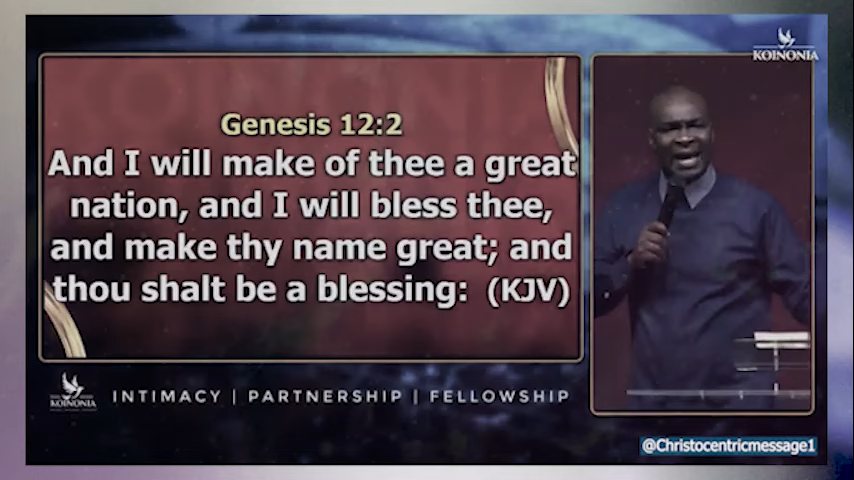 KOINONIA
Genesis 12:2
And I will make of thee a great
nation, and I will bless thee,
and make thy name great; and
thou shalt be a blessing: (KJV)
KOINONIA
INTIMACY | PARTNERSHIP | FELLOWSHIP
@Christocentricmessage1